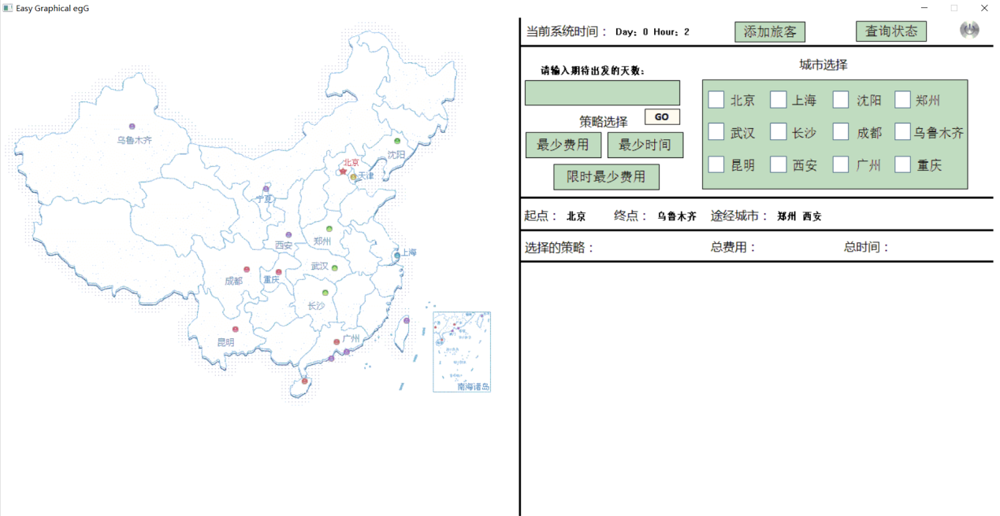 Easy Graphical egG
当前系统时间： Day：0 Hour：2
添加旅客
查询状态
请输入期待出发的天数：
城市选择
策略选择
GO
最少费用
最少时间
限时最少费用
北京 上海 沈阳 郑州
武汉 长沙 成都 乌鲁木齐
昆明 西安 广州 重庆
起点： 北京 终点： 乌鲁木齐 途经城市： 郑州 西安
选择的策略： 总费用： 总时间：
乌鲁木齐
沈阳
北京
天津
宁夏
西安
郑州
上海
武汉
成都
重庆
长沙
昆明
广州
南海诸岛